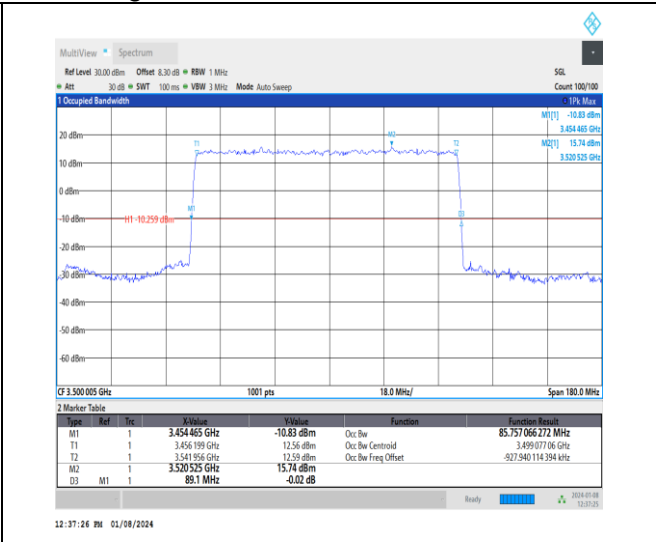 MultiView Spectrum
Ref Level 30.00 dBm Offset 8.30 dB RBW 1 MHz SGL
Att 30 dB SWT 100 ms VBW 3 MHz Mode Auto Sweep Count 100/100
1 Occupied Bandwidth 1Pk Max
M1[1] -10.83 dBm
3.454 465 GHz
M2[1] 15.74 dBm
3.520 525 GHz
20 dBm
M2
T1 T2
10 dBm
0 dBm
M1
D3
-10 dBm H1 -10.259 dBm
-20 dBm
-30 dBm
-40 dBm
-50 dBm
-60 dBm
CF 3.500 005 GHz 1001 pts 18.0 MHz/ Span 180.0 MHz
2 Marker Table
Type Ref Trc X-Value Y-Value Function Function Result
M1 1 3.454 465 GHz -10.83 dBm Occ Bw 85.757 066 272 MHz
T1 1 3.456 199 GHz 12.56 dBm Occ Bw Centroid 3.499 077 06 GHz
T2 1 3.541 956 GHz 12.59 dBm Occ Bw Freq Offset -927.940 114 394 kHz
M2 1 3.520 525 GHz 15.74 dBm
D3 M1 1 89.1 MHz -0.02 dB
Ready 2024-01-08
12:37:25
12:37:26 PM 01/08/2024